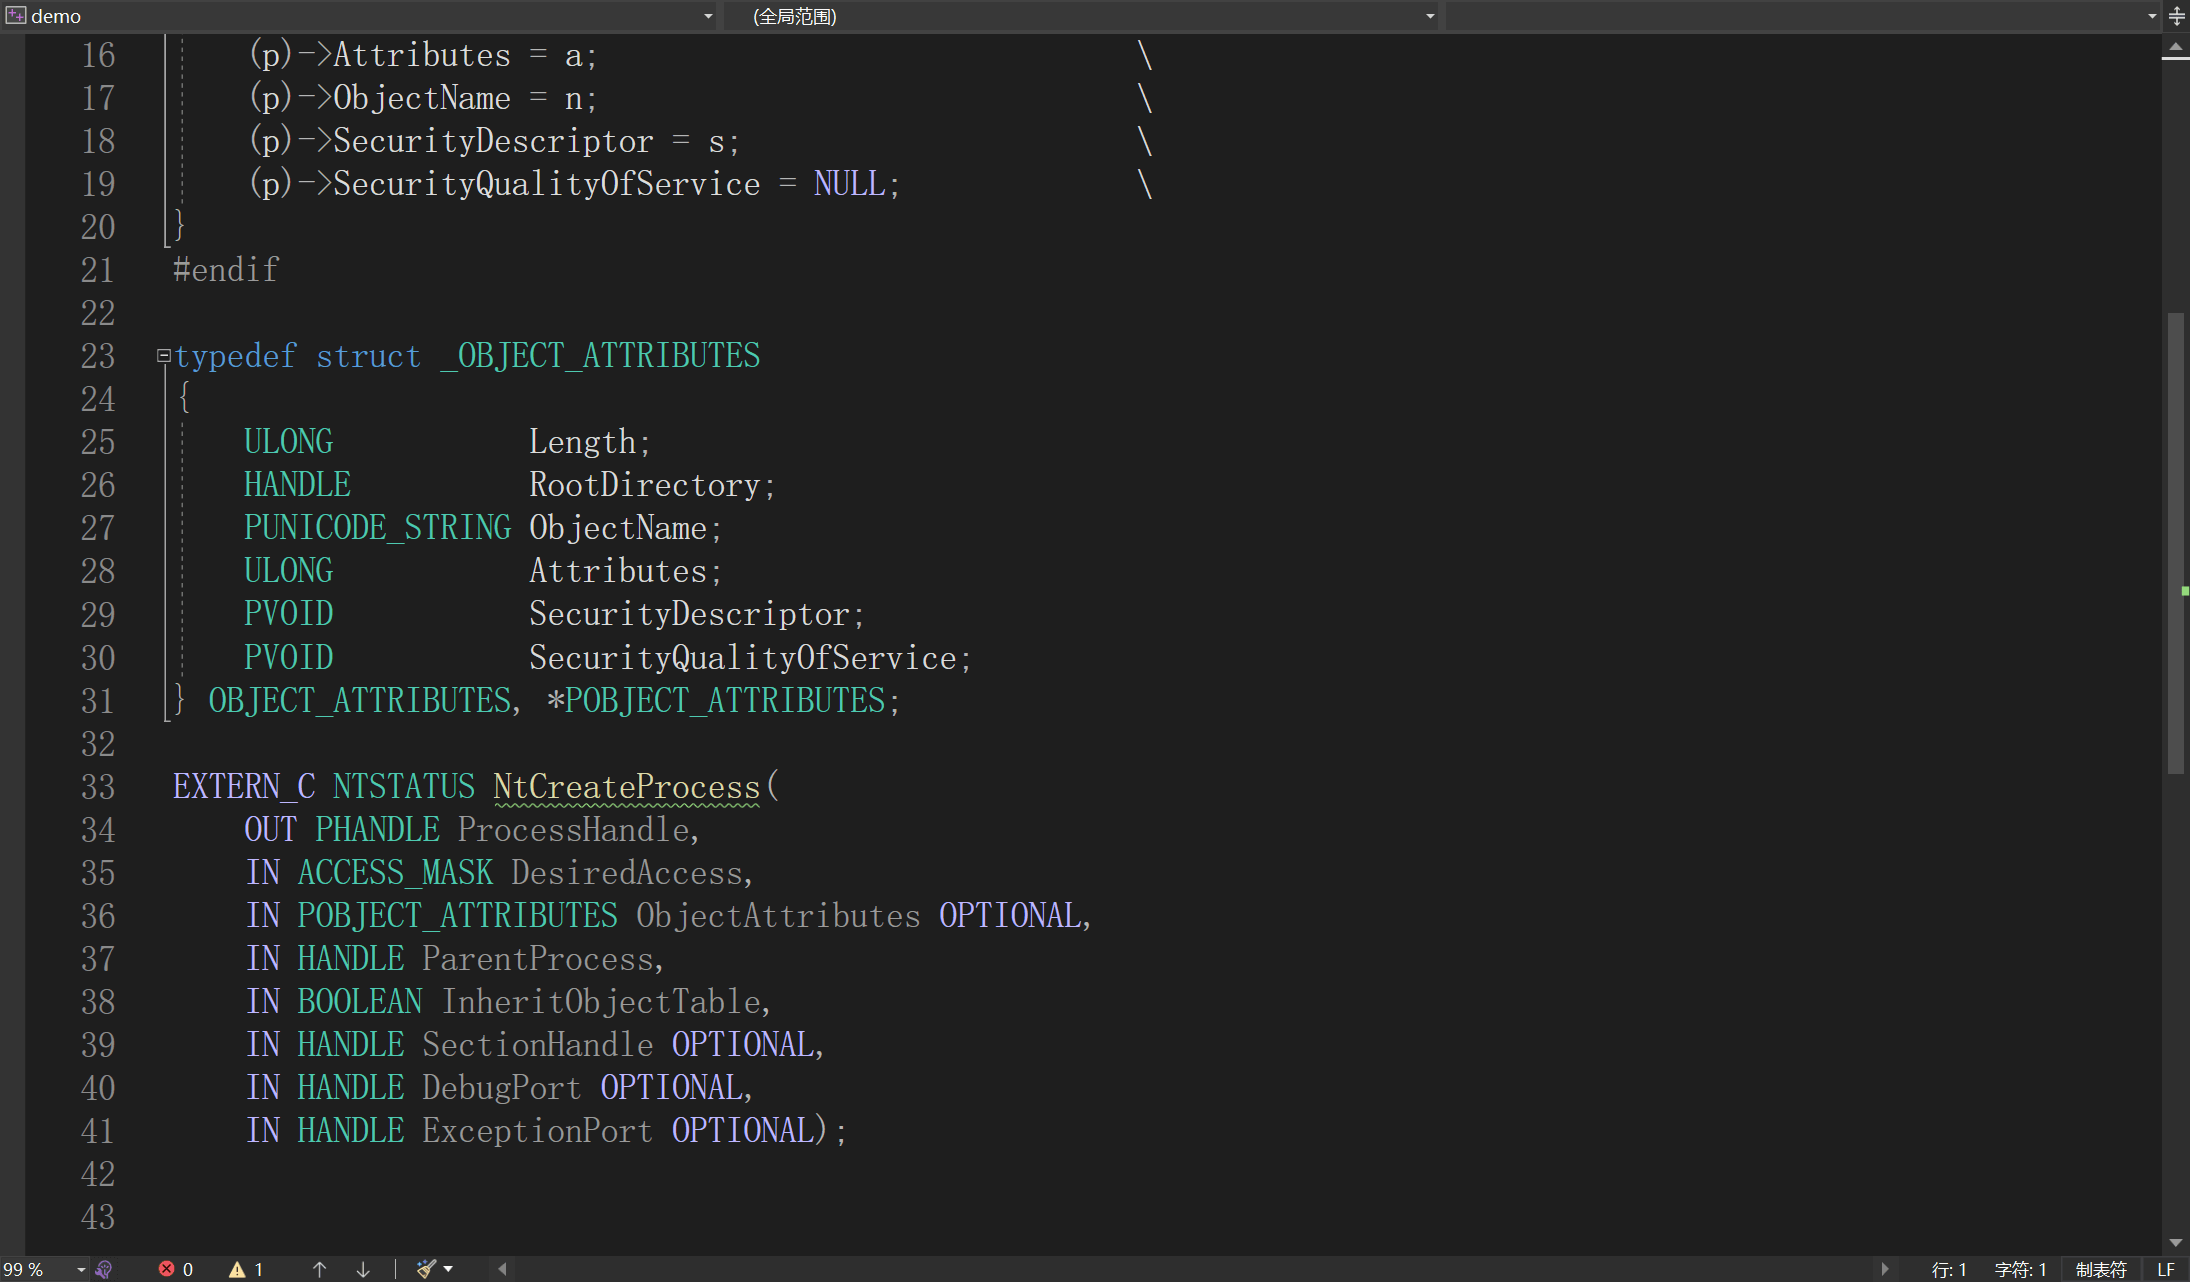 demo (全局范围)
16 (p)->Attributes = a; \
17 (p)->ObjectName = n; \
18 (p)->SecurityDescriptor = s; \
19 (p)->SecurityQualityOfService = NULL; \
20 }
21 #endif
22
23 typedef struct _OBJECT_ATTRIBUTES
24 {
25 ULONG Length;
26 HANDLE RootDirectory;
27 PUNICODE_STRING ObjectName;
28 ULONG Attributes;
29 PVOID SecurityDescriptor;
30 PVOID SecurityQualityOfService;
31 } OBJECT_ATTRIBUTES, *POBJECT_ATTRIBUTES;
32
33 EXTERN_C NTSTATUS NtCreateProcess(
34 OUT PHANDLE ProcessHandle,
35 IN ACCESS_MASK DesiredAccess,
36 IN POBJECT_ATTRIBUTES ObjectAttributes OPTIONAL,
37 IN HANDLE ParentProcess,
38 IN BOOLEAN InheritObjectTable,
39 IN HANDLE SectionHandle OPTIONAL,
40 IN HANDLE DebugPort OPTIONAL,
41 IN HANDLE ExceptionPort OPTIONAL);
42
43
99 % 0 1 行: 1 字符: 1 制表符 LF